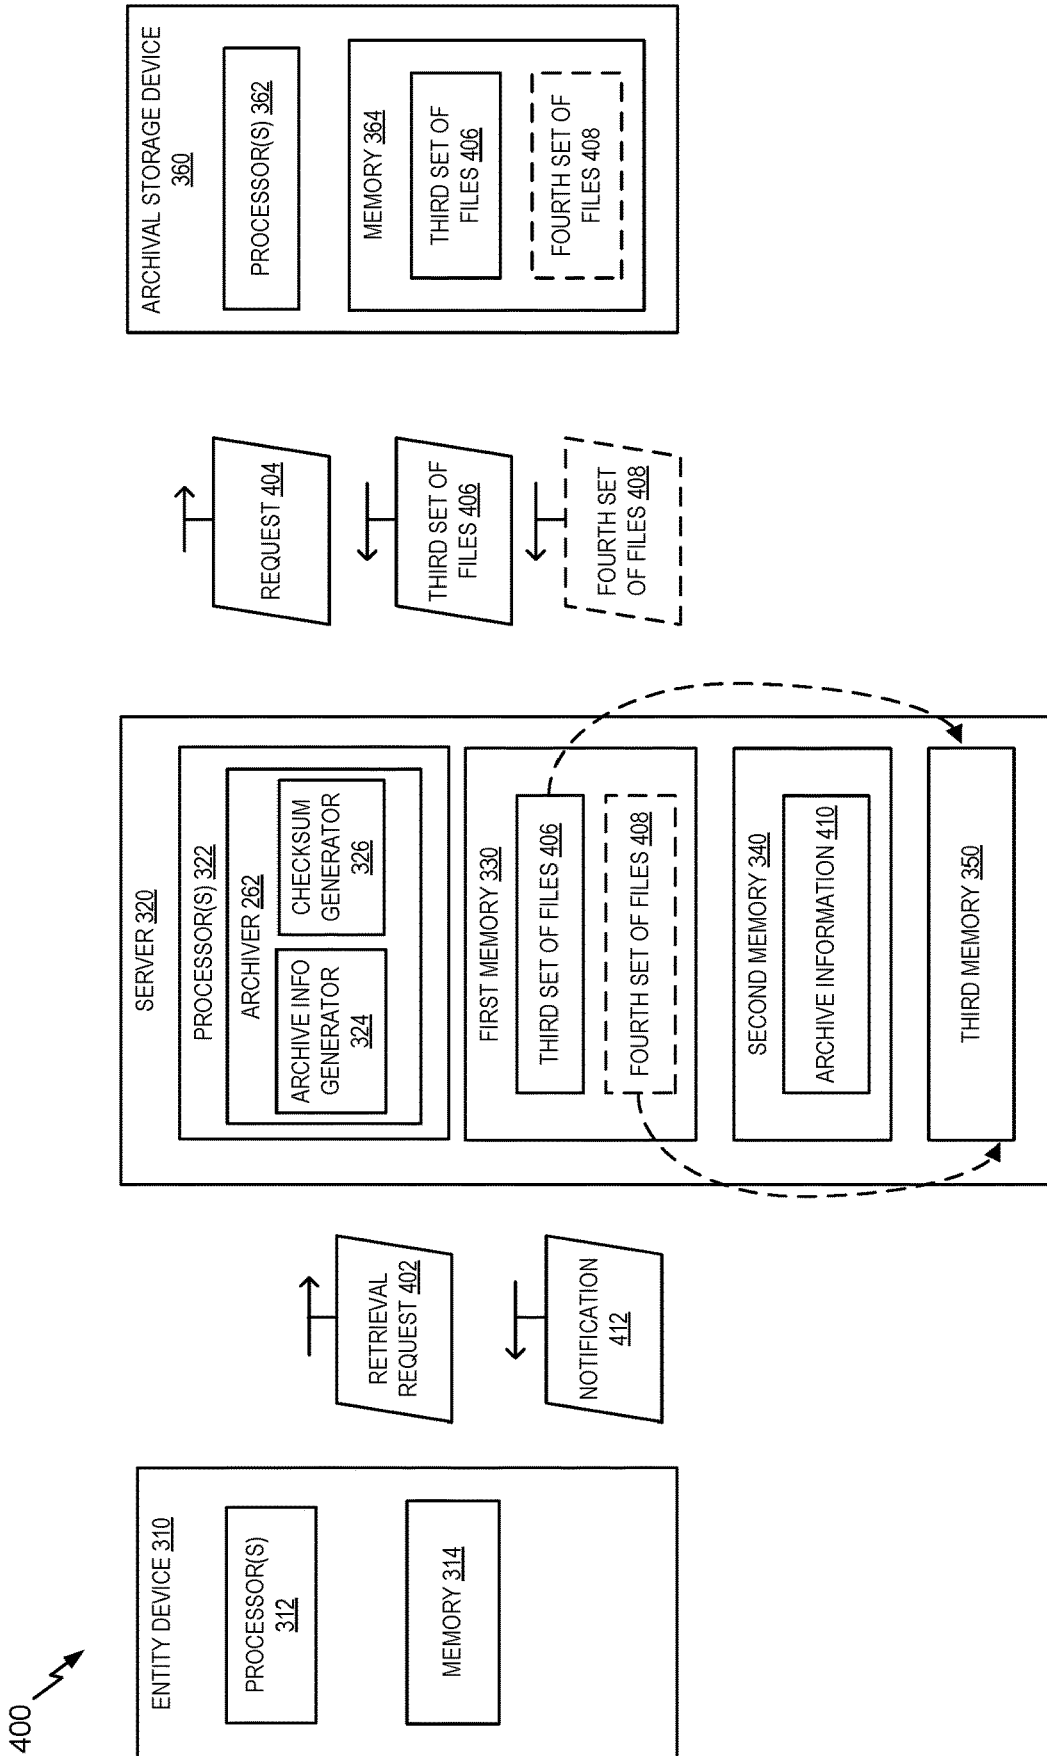 400
ENTITY DEVICE 310
PROCESSOR(S)
312
MEMORY 314
RETRIEVAL
REQUEST 402
NOTIFICATION
412
SERVER 320
PROCESSOR(S) 322
ARCHIVER 262
ARCHIVE INFO
GENERATOR
324
CHECKSUM
GENERATOR
326
FIRST MEMORY 330
THIRD SET OF FILES 406
FOURTH SET OF FILES 408
SECOND MEMORY 340
ARCHIVE INFORMATION 410
THIRD MEMORY 350
REQUEST 404
THIRD SET OF
FILES 406
FOURTH SET
OF FILES 408
ARCHIVAL STORAGE DEVICE
360
PROCESSOR(S) 362
MEMORY 364
THIRD SET OF
FILES 406
FOURTH SET OF
FILES 408